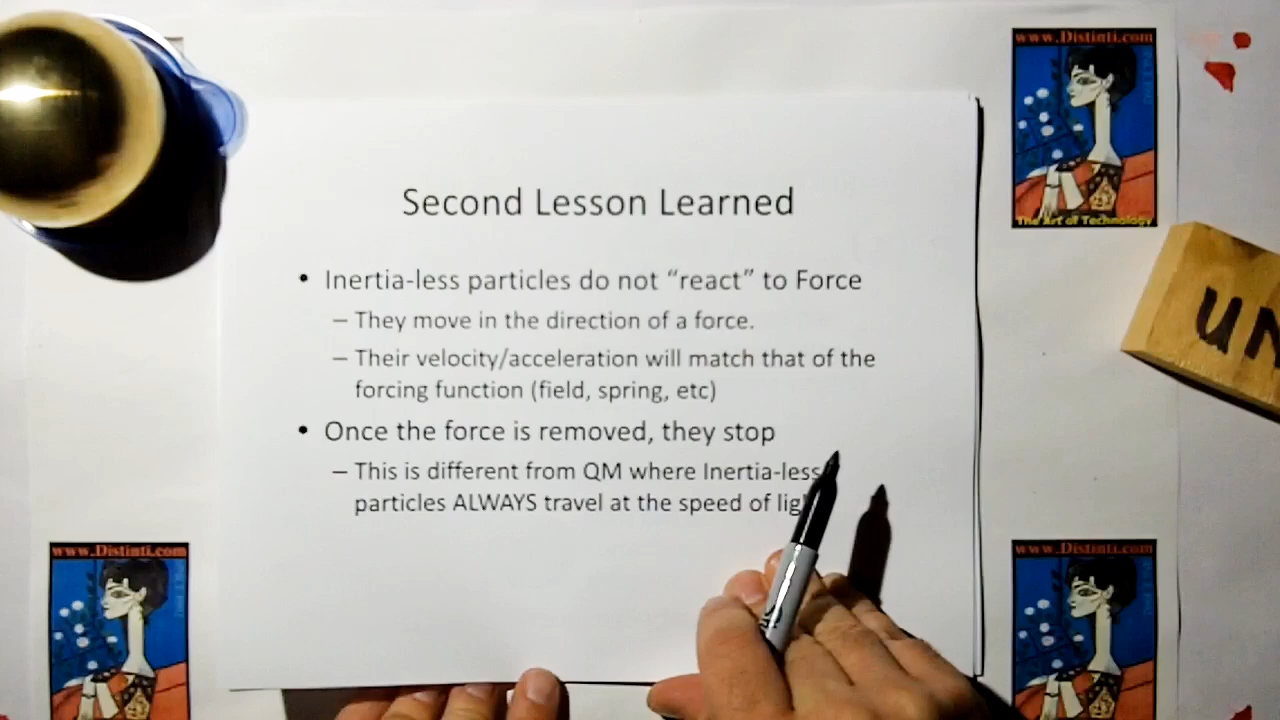 www.Distinti.com
The Art of Technology
Second Lesson Learned
• Inertia-less particles do not “react” to Force
– They move in the direction of a force.
– Their velocity/acceleration will match that of the
forcing function (field, spring, etc)
• Once the force is removed, they stop
– This is different from QM where Inertia-less
particles ALWAYS travel at the speed of
www.Distinti.com
www.Distinti.com